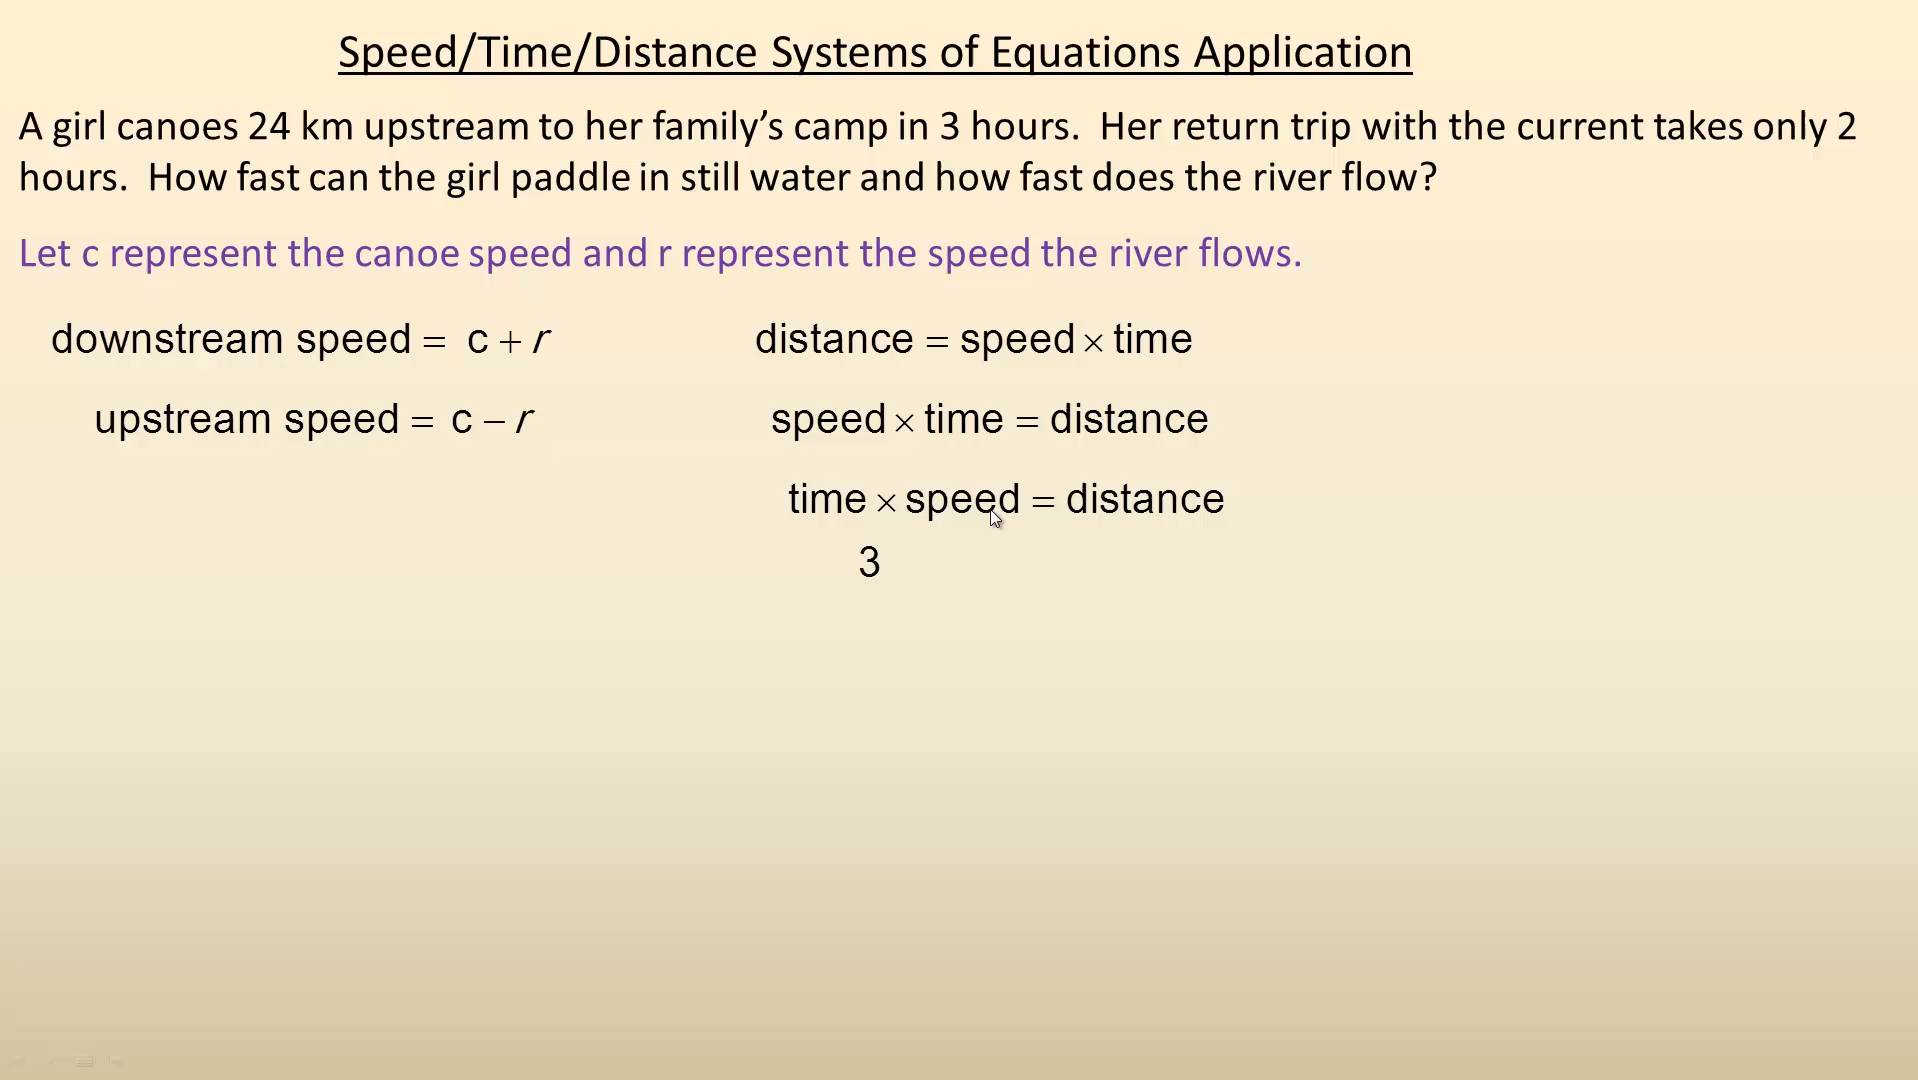 Speed/Time/Distance Systems of Equations Application
A girl canoes 24 km upstream to her family’s camp in 3 hours.  Her return trip with the current takes only 2
hours.  How fast can the girl paddle in still water and how fast does the river flow?
Let c represent the canoe speed and r represent the speed the river flows.
downstream speed = c + r
distance = speed × time
upstream speed = c − r
speed × time = distance
time × speed = distance
3